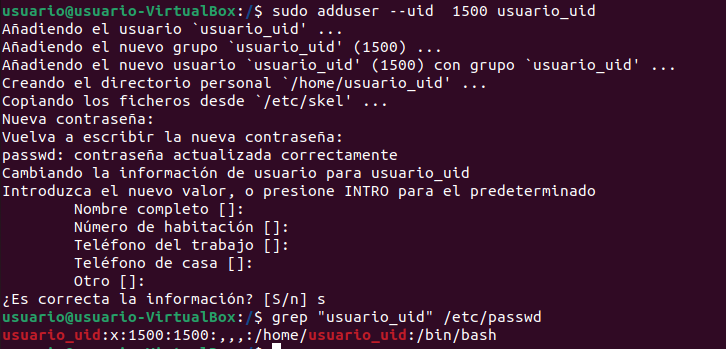 usuario@usuario-VirtualBox:/$ sudo adduser --uid  1500 usuario_uid
Añadiendo el usuario `usuario_uid' ...
Añadiendo el nuevo grupo `usuario_uid' (1500) ...
Añadiendo el nuevo usuario `usuario_uid' (1500) con grupo `usuario_uid' ...
Creando el directorio personal `/home/usuario_uid' ...
Copiando los ficheros desde `/etc/skel' ...
Nueva contraseña:
Vuelva a escribir la nueva contraseña:
passwd: contraseña actualizada correctamente
Cambiando la información de usuario para usuario_uid
Introduzca el nuevo valor, o presione INTRO para el predeterminado
        Nombre completo []:
        Número de habitación []:
        Teléfono del trabajo []:
        Teléfono de casa []:
        Otro []:
¿Es correcta la información? [S/n] s
usuario@usuario-VirtualBox:/$ grep "usuario_uid" /etc/passwd
usuario_uid:x:1500:1500:,,,:/home/usuario_uid:/bin/bash
usuario@usuario-VirtualBox:/$